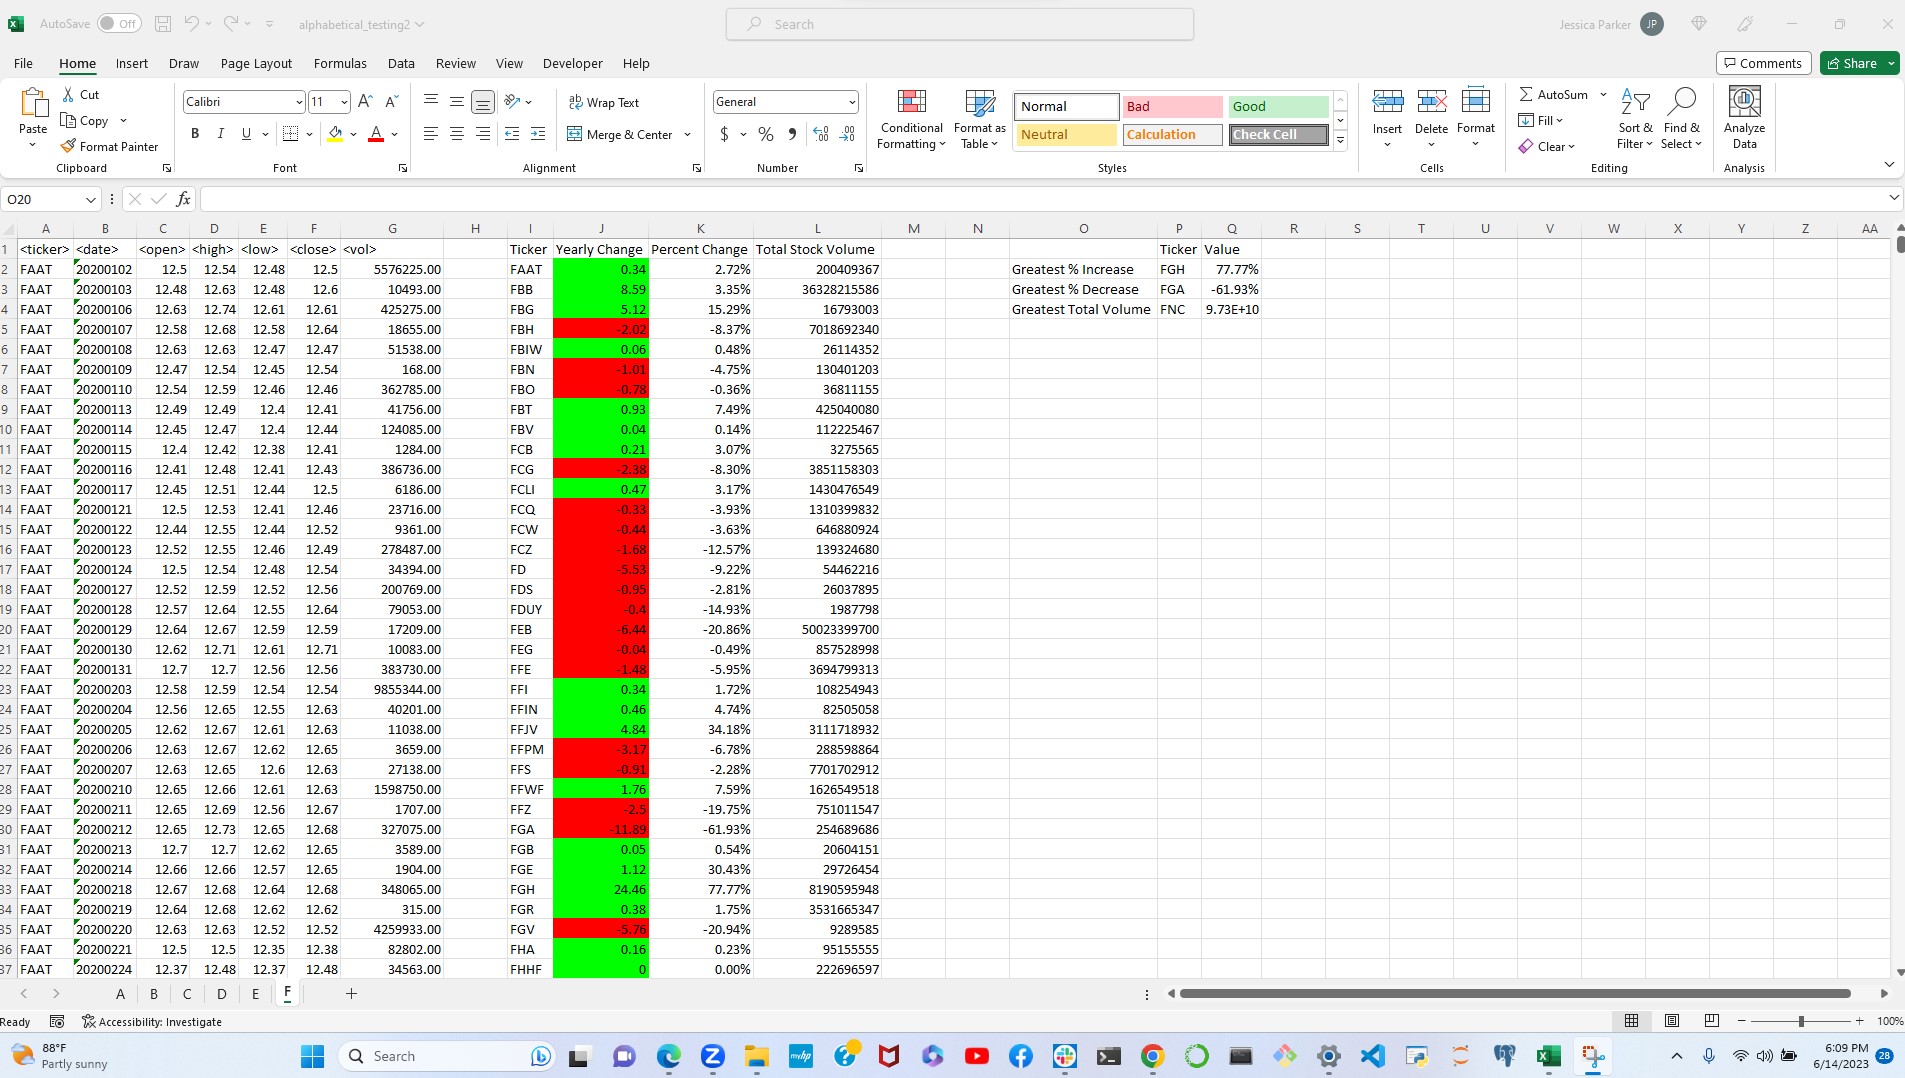 AutoSave Off alphabetical_testing2 Search Jessica Parker JP
File Home Insert Draw Page Layout Formulas Data Review View Developer Help Comments Share
Paste Cut Copy Format Painter Clipboard
Calibri 11 B I U A Font
Wrap Text Merge & Center Alignment
General $ % Number
Conditional Formatting Format as Table Normal Bad Good Neutral Calculation Check Cell Styles
Insert Delete Format Cells
AutoSum Fill Clear Sort & Filter Find & Select Editing
Analyze Data Analysis
O20 fx
A B C D E F G H I J K L M N O P Q R S T U V W X Y Z AA
1 <ticker> <date> <open> <high> <low> <close> <vol> Ticker Yearly Change Percent Change Total Stock Volume Ticker Value
2 FAAT 20200102 12.5 12.54 12.48 12.5 5576225.00 FAAT 0.34 2.72% 200409367 Greatest % Increase FGH 77.77%
3 FAAT 20200103 12.48 12.63 12.48 12.6 10493.00 FBB 8.59 3.35% 36328215586 Greatest % Decrease FGA -61.93%
4 FAAT 20200106 12.63 12.74 12.61 12.61 425275.00 FBG 5.12 15.29% 16793003 Greatest Total Volume FNC 9.73E+10
5 FAAT 20200107 12.58 12.68 12.58 12.64 18655.00 FBH -2.02 -8.37% 7018692340
6 FAAT 20200108 12.63 12.63 12.47 12.47 51538.00 FBIW 0.06 0.48% 26114352
7 FAAT 20200109 12.47 12.54 12.45 12.54 168.00 FBN -1.01 -4.75% 130401203
8 FAAT 20200110 12.54 12.59 12.46 12.46 362785.00 FBO -0.78 -0.36% 36811155
9 FAAT 20200113 12.49 12.49 12.4 12.41 41756.00 FBT 0.93 7.49% 425040080
10 FAAT 20200114 12.45 12.47 12.4 12.44 124085.00 FBV 0.04 0.14% 112225467
11 FAAT 20200115 12.4 12.42 12.38 12.41 1284.00 FCB 0.21 3.07% 3275565
12 FAAT 20200116 12.41 12.48 12.41 12.43 386736.00 FCG -2.38 -8.30% 3851158303
13 FAAT 20200117 12.45 12.51 12.44 12.5 6186.00 FCLI 0.47 3.17% 1430476549
14 FAAT 20200121 12.5 12.53 12.41 12.46 23716.00 FCQ -0.33 -3.93% 1310399832
15 FAAT 20200122 12.44 12.55 12.44 12.52 9361.00 FCW -0.44 -3.63% 646880924
16 FAAT 20200123 12.52 12.55 12.46 12.49 278487.00 FCZ -1.68 -12.57% 139324680
17 FAAT 20200124 12.5 12.54 12.48 12.54 34394.00 FD -5.53 -9.22% 54462216
18 FAAT 20200127 12.52 12.59 12.52 12.56 200769.00 FDS -0.95 -2.81% 26037895
19 FAAT 20200128 12.57 12.64 12.55 12.64 79053.00 FDUY -0.4 -14.93% 1987798
20 FAAT 20200129 12.64 12.67 12.59 12.59 17209.00 FEB -6.44 -20.86% 50023399700
21 FAAT 20200130 12.62 12.71 12.61 12.71 10083.00 FEG -0.04 -0.49% 857528998
22 FAAT 20200131 12.7 12.7 12.56 12.56 383730.00 FFE -1.48 -5.95% 3694799313
23 FAAT 20200203 12.58 12.59 12.54 12.54 9855344.00 FFI 0.34 1.72% 108254943
24 FAAT 20200204 12.56 12.65 12.55 12.63 40201.00 FFIN 0.46 4.74% 82505058
25 FAAT 20200205 12.62 12.67 12.61 12.63 11038.00 FFJV 4.84 34.18% 3111718932
26 FAAT 20200206 12.63 12.67 12.62 12.65 3659.00 FFPM -3.17 -6.78% 288598864
27 FAAT 20200207 12.63 12.65 12.6 12.63 27138.00 FFS -0.91 -2.28% 7701702912
28 FAAT 20200210 12.65 12.66 12.61 12.63 1598750.00 FFWF 1.76 7.59% 1626549518
29 FAAT 20200211 12.65 12.69 12.56 12.67 1707.00 FFZ -2.5 -19.75% 751011547
30 FAAT 20200212 12.65 12.73 12.65 12.68 327075.00 FGA -11.89 -61.93% 254689686
31 FAAT 20200213 12.7 12.7 12.62 12.65 3589.00 FGB 0.05 0.54% 20604151
32 FAAT 20200214 12.66 12.66 12.57 12.65 1904.00 FGE 1.12 30.43% 29726454
33 FAAT 20200218 12.67 12.68 12.64 12.68 348065.00 FGH 24.46 77.77% 8190595948
34 FAAT 20200219 12.64 12.68 12.62 12.62 315.00 FGR 0.38 1.75% 3531665347
35 FAAT 20200220 12.63 12.63 12.52 12.52 4259933.00 FGV -5.76 -20.94% 9289585
36 FAAT 20200221 12.5 12.5 12.35 12.38 82802.00 FHA 0.16 0.23% 95155555
37 FAAT 20200224 12.37 12.48 12.37 12.48 34563.00 FHHF 0 0.00% 222696597
A B C D E F +
Ready Accessibility: Investigate 100%
88°F Partly sunny Search myhp 6:09 PM 6/14/2023 28